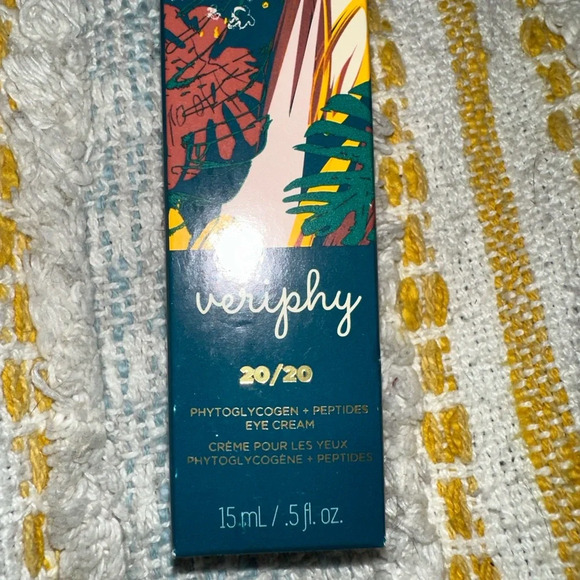 veriphy
20/20
PHYTOGLYCOGEN + PEPTIDES
EYE CREAM
CRÈME POUR LES YEUX
PHYTOGLYCOGÈNE + PEPTIDES
15 mL / .5 fl. oz.